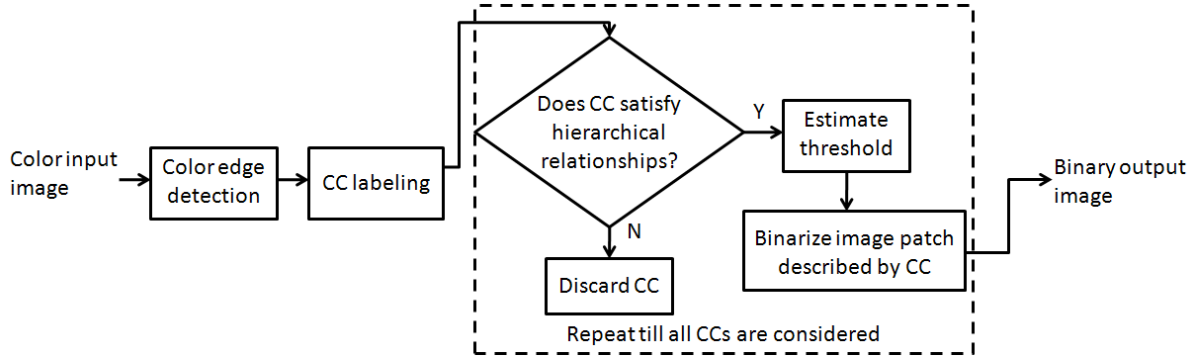 Color input
image
Color edge
detection
CC labeling
Does CC satisfy
hierarchical
relationships?
Y
N
Estimate
threshold
Binarize image patch
described by CC
Discard CC
Repeat till all CCs are considered
Binary output
image